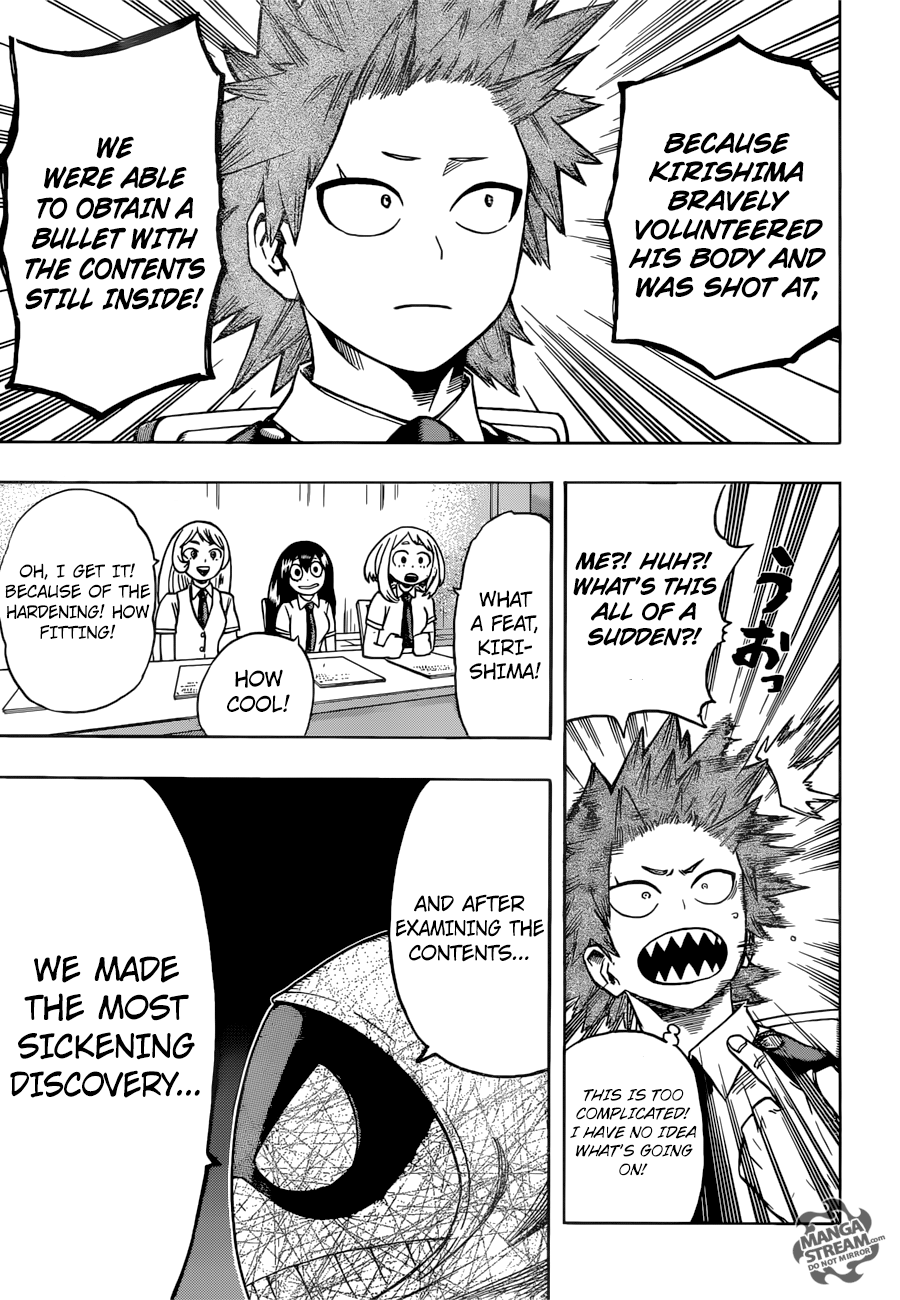 BECAUSE
KIRISHIMA
BRAVELY
VOLUNTEERED
HIS BODY AND
WAS SHOT AT,
WE
WERE ABLE
TO OBTAIN A
BULLET WITH
THE CONTENTS
STILL INSIDE!
ME?! HUH?!
WHAT'S THIS
ALL OF A
SUDDEN?!
うおっ
THIS IS TOO
COMPLICATED!
I HAVE NO IDEA
WHAT'S GOING
ON!
WHAT
A FEAT,
KIRI-
SHIMA!
HOW
COOL!
OH, I GET IT!
BECAUSE OF THE
HARDENING! HOW
FITTING!
AND AFTER
EXAMINING THE
CONTENTS...
WE MADE
THE MOST
SICKENING
DISCOVERY...
MANGA
STREAM.com
DO NOT MIRROR